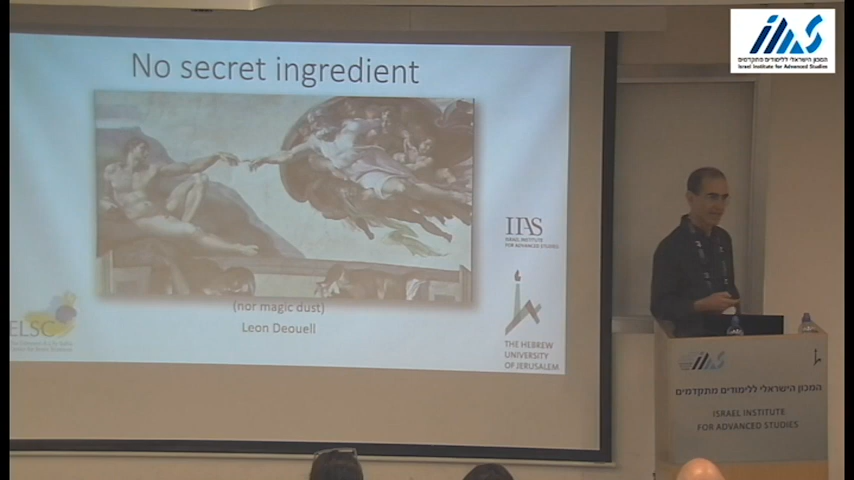 No secret ingredient
(nor magic dust)
Leon Deouell
ELSC
IIAS
ISRAEL INSTITUTE
FOR ADVANCED STUDIES
THE HEBREW
UNIVERSITY
OF JERUSALEM
המכון הישראלי ללימודים מתקדמים
Israel Institute for Advanced Studies
המכון הישראלי ללימודים מתקדמים
ISRAEL INSTITUTE
FOR ADVANCED STUDIES